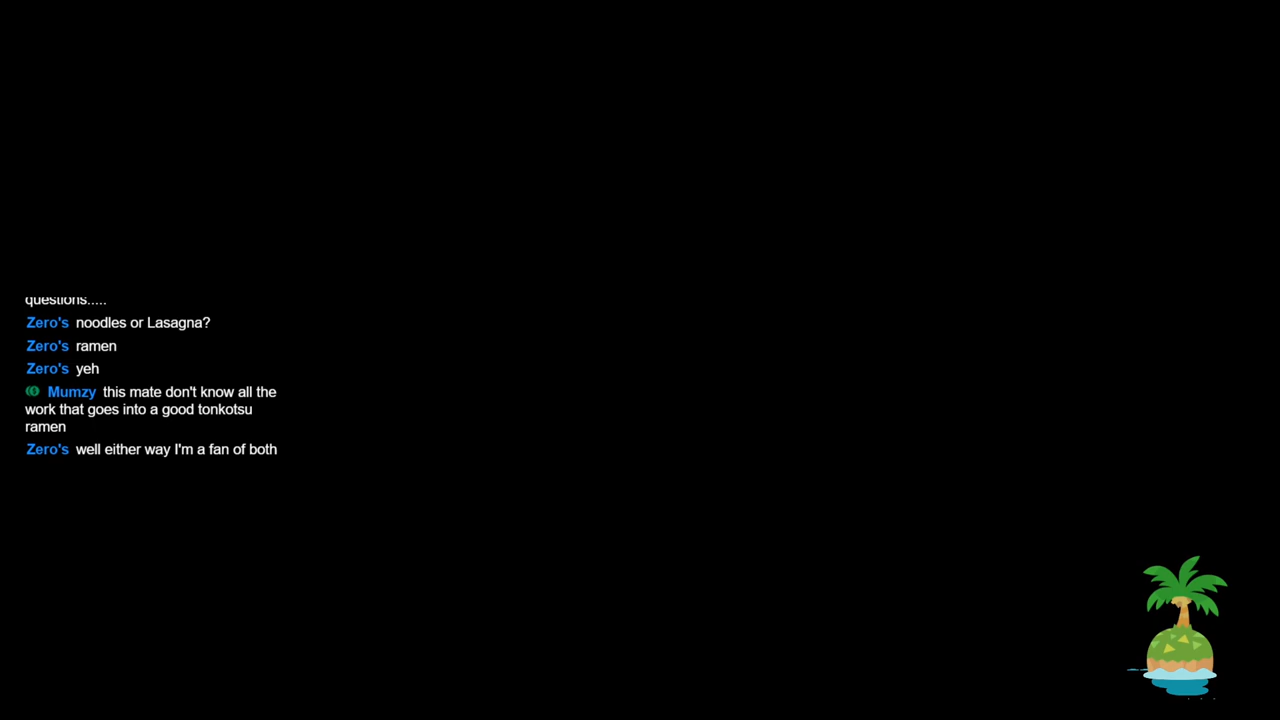 questions.....
Zero's noodles or Lasagna?
Zero's ramen
Zero's yeh
Mumzy this mate don't know all the
work that goes into a good tonkotsu
ramen
Zero's well either way I'm a fan of both